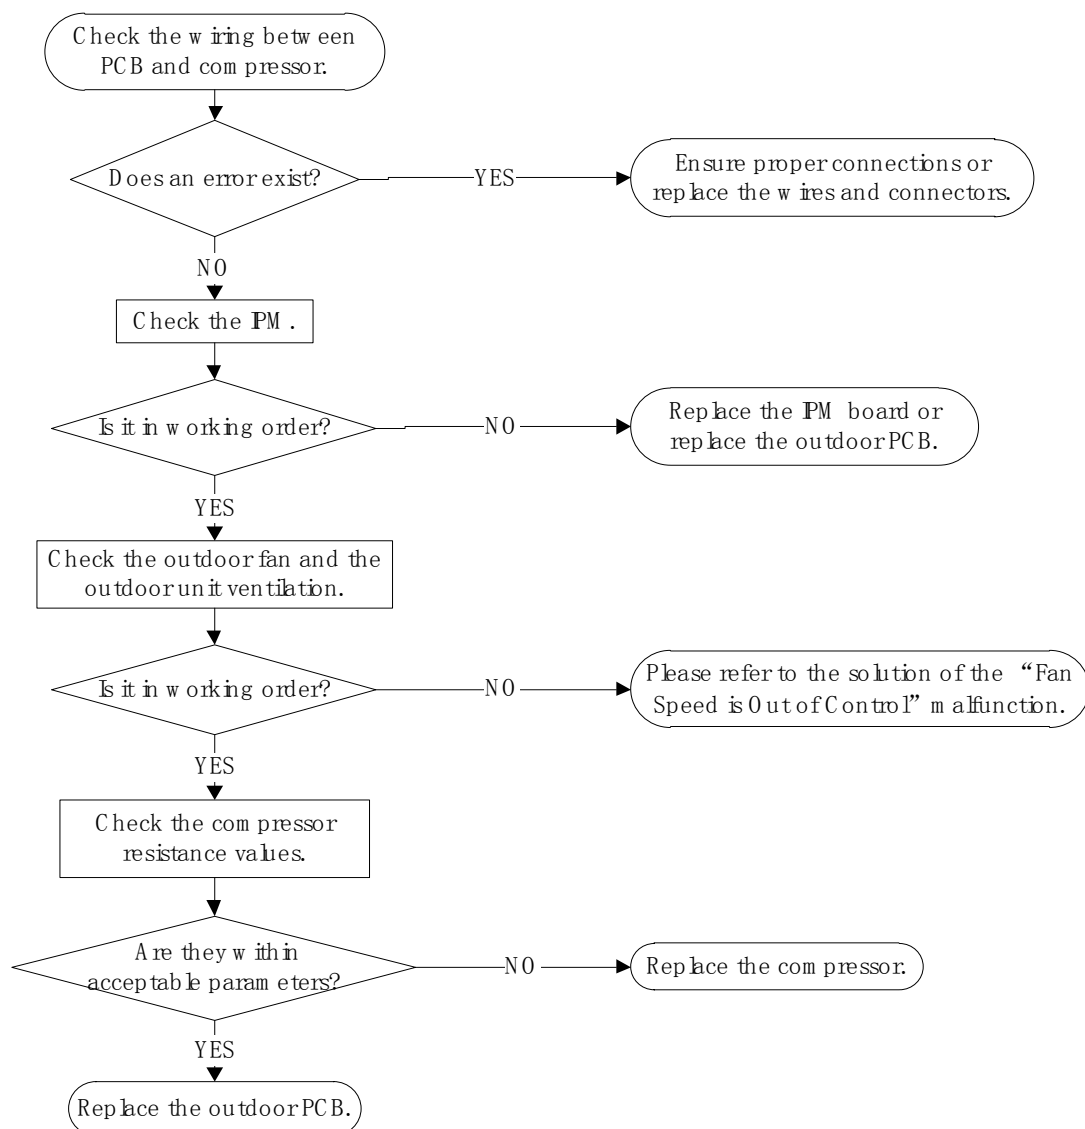 Check the wiring between
PCB and compressor.
Does an error exist?
YES
Ensure proper connections or
replace the wires and connectors.
NO
Check the IPM.
Is it in working order?
NO
Replace the IPM board or
replace the outdoor PCB.
YES
Check the outdoor fan and the
outdoor unit ventilation.
Is it in working order?
NO
Please refer to the solution of the “Fan
Speed is Out of Control” malfunction.
YES
Check the compressor
resistance values.
Are they within
acceptable parameters?
NO
Replace the compressor.
YES
Replace the outdoor PCB.